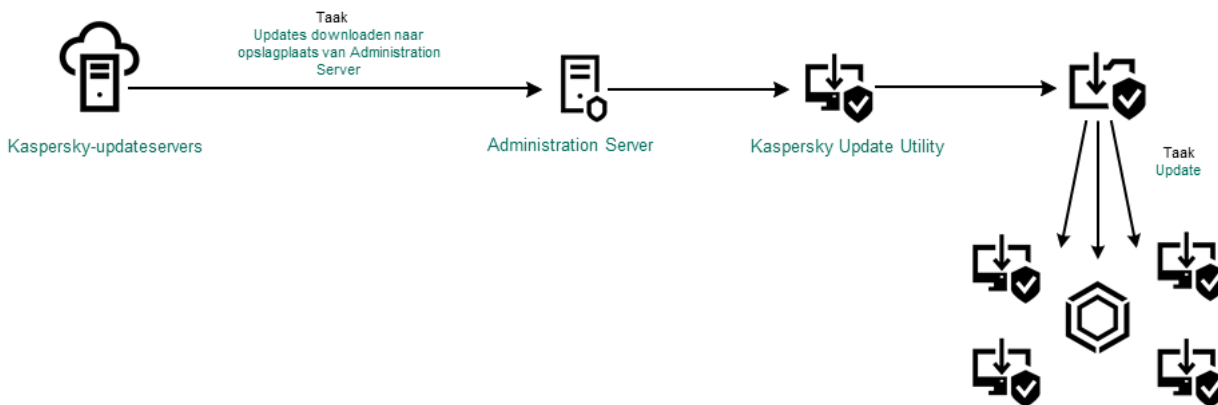 Taak
Updates downloaden naar
opslagplaats van Administration
Server
Kaspersky-updateservers
Administration Server
Kaspersky Update Utility
Taak
Update